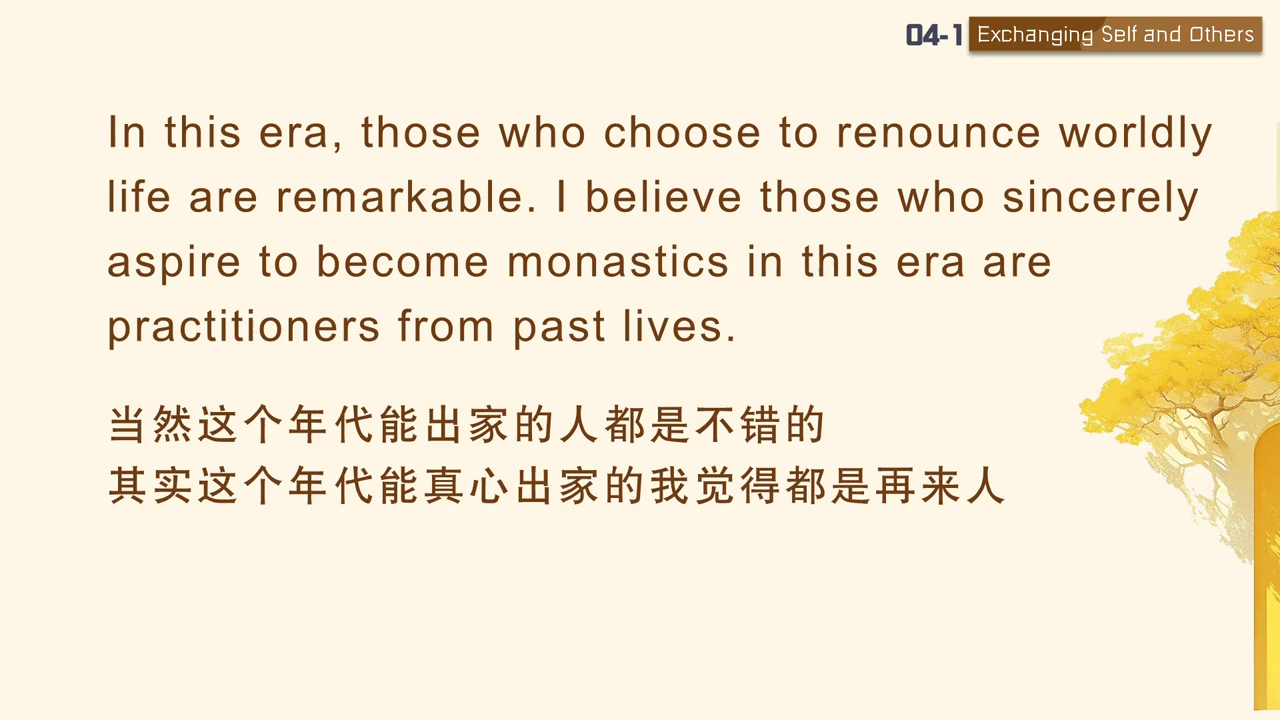 04-1 Exchanging Self and Others
In this era, those who choose to renounce worldly
life are remarkable. I believe those who sincerely
aspire to become monastics in this era are
practitioners from past lives.
当然这个年代能出家的人都是不错的
其实这个年代能真心出家的我觉得都是再来人